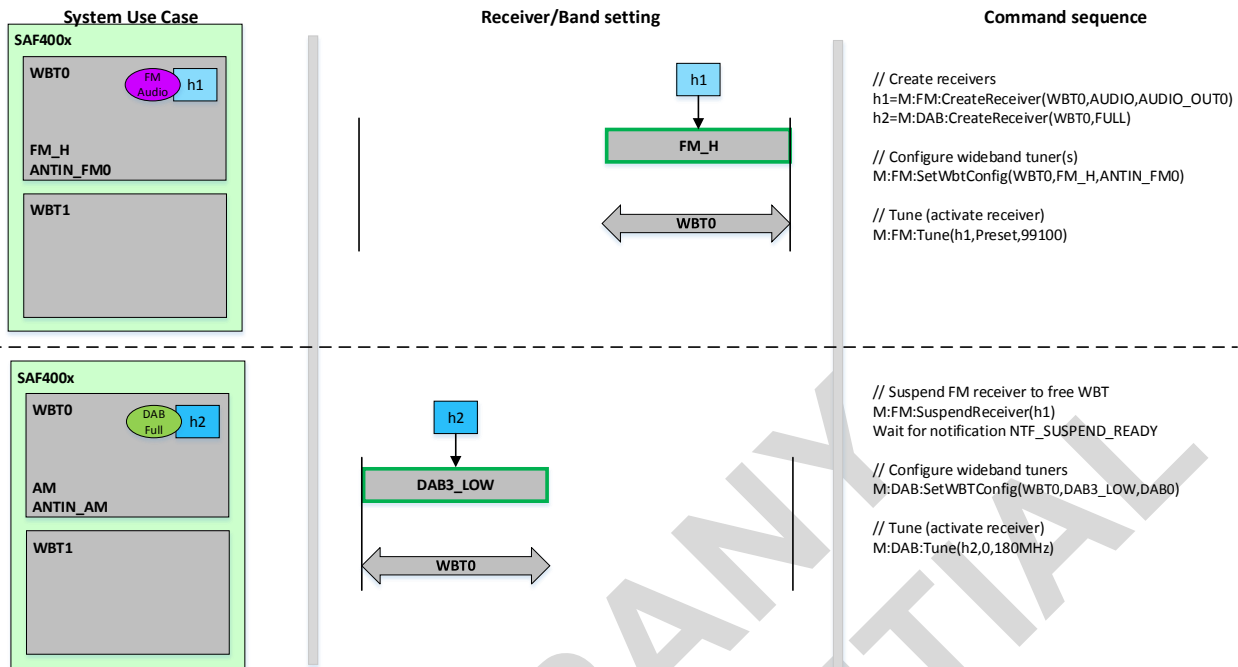 System Use Case
Receiver/Band setting
Command sequence
SAF400x
WBT0
FM
Audio
h1
FM_H
ANTIN_FM0
WBT1
h1
FM_H
WBT0
// Create receivers
h1=M:FM:CreateReceiver(WBT0,AUDIO,AUDIO_OUT0)
h2=M:DAB:CreateReceiver(WBT0,FULL)
// Configure wideband tuner(s)
M:FM:SetWbtConfig(WBT0,FM_H,ANTIN_FM0)
// Tune (activate receiver)
M:FM:Tune(h1,Preset,99100)
SAF400x
WBT0
DAB
Full
h2
AM
ANTIN_AM
WBT1
h2
DAB3_LOW
WBT0
// Suspend FM receiver to free WBT
M:FM:SuspendReceiver(h1)
Wait for notification NTF_SUSPEND_READY
// Configure wideband tuners
M:DAB:SetWBTConfig(WBT0,DAB3_LOW,DAB0)
// Tune (activate receiver)
M:DAB:Tune(h2,0,180MHz)